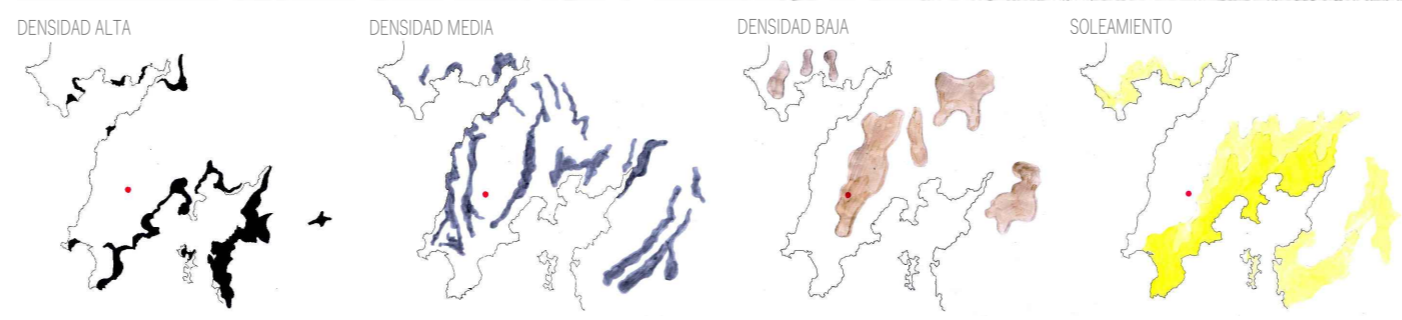 DENSIDAD ALTA
DENSIDAD MEDIA
DENSIDAD BAJA
SOLEAMIENTO